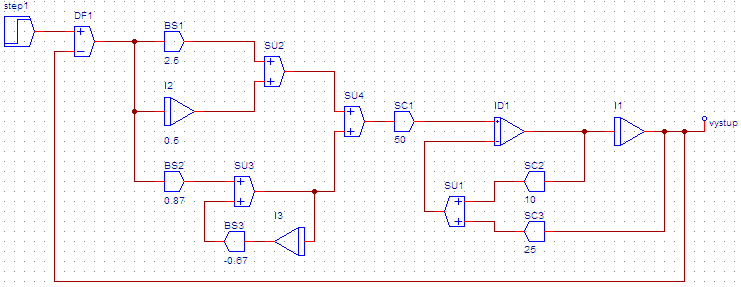 step1
DF1
BS1
2.5
SU2
I2
0.5
SU4
SC1
50
ID1
I1
vystup
BS2
0.87
SU3
SU1
SC2
10
I3
BS3
-0.67
SC3
25